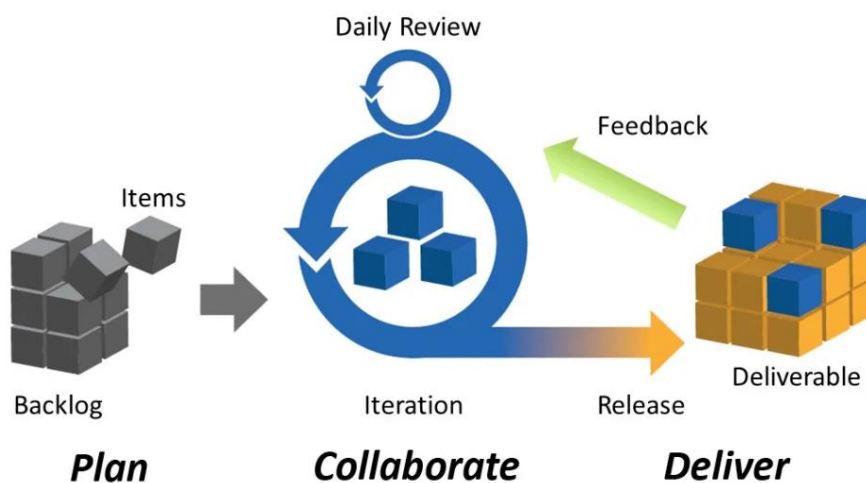 Daily Review
Feedback
Items
Backlog
Iteration
Release
Deliverable
Plan
Collaborate
Deliver